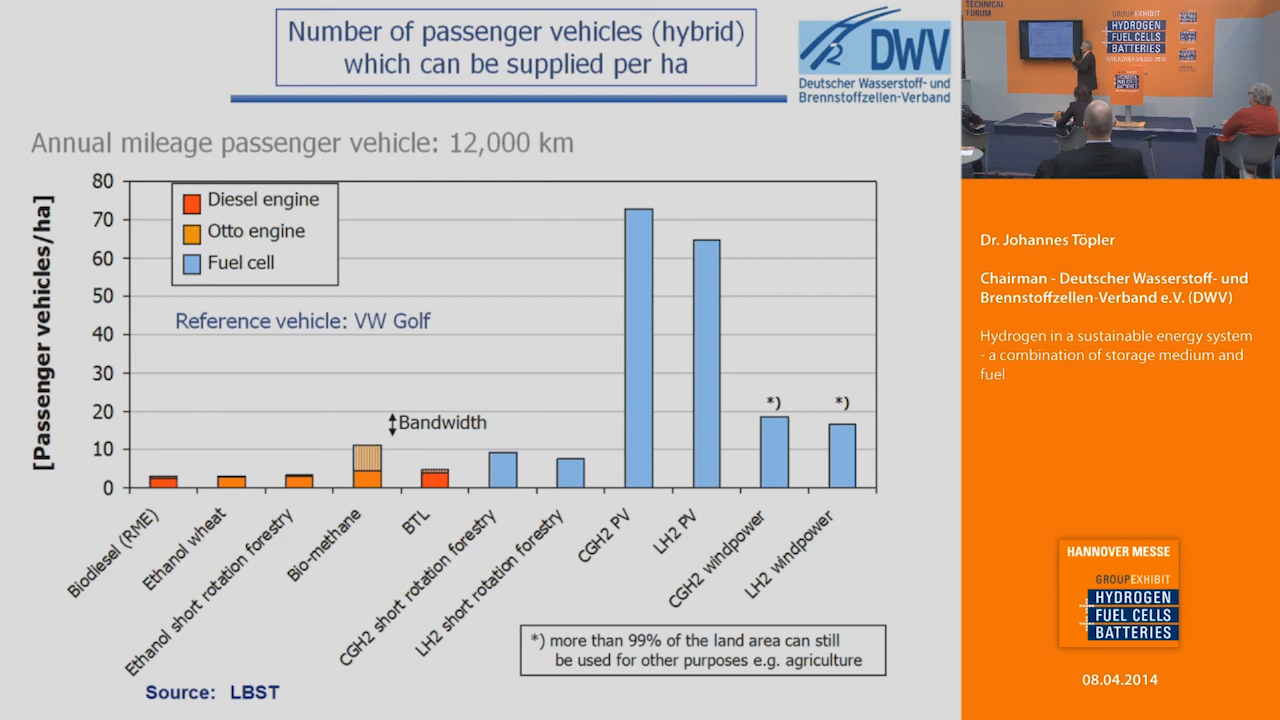 Number of passenger vehicles (hybrid)
which can be supplied per ha
DWV
Deutscher Wasserstoff- und
Brennstoffzellen-Verband
Annual mileage passenger vehicle: 12,000 km
[Passenger vehicles/ha]
80
70
60
50
40
30
20
10
0
Diesel engine
Otto engine
Fuel cell
Reference vehicle: VW Golf
Bandwidth
*)
*)
Biodiesel (RME)
Ethanol wheat
Ethanol short rotation forestry
Bio-methane
BTL
CGH2 short rotation forestry
LH2 short rotation forestry
CGH2 PV
LH2 PV
CGH2 windpower
LH2 windpower
*) more than 99% of the land area can still
be used for other purposes e.g. agriculture
Source: LBST
TECHNICAL
FORUM
GROUP EXHIBIT
HYDROGEN
FUEL CELLS
BATTERIES
HANNOVER MESSE 2014
Dr. Johannes Töpler
Chairman - Deutscher Wasserstoff- und
Brennstoffzellen-Verband e.V. (DWV)
Hydrogen in a sustainable energy system
- a combination of storage medium and
fuel
HANNOVER MESSE
GROUPEXHIBIT
HYDROGEN
FUEL CELLS
BATTERIES
08.04.2014